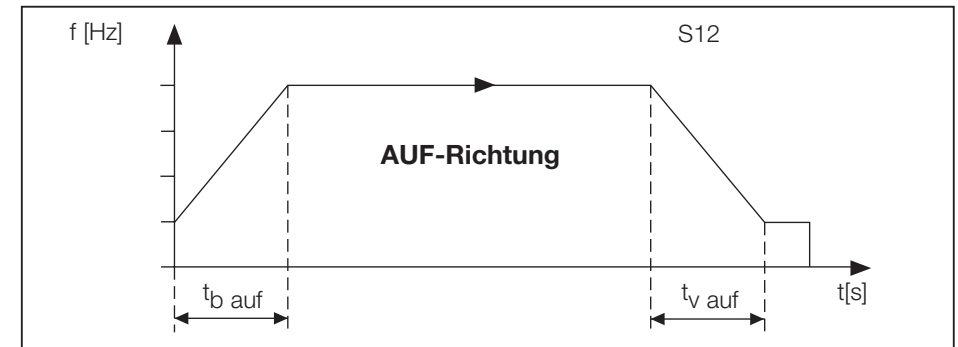 f [Hz]
S12
AUF-Richtung
t[s]
tb auf
tv auf